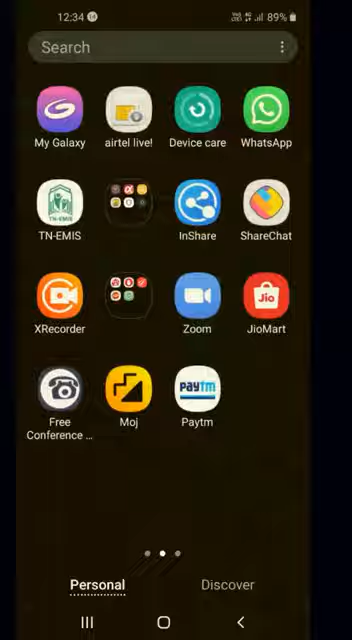 12:34
89%
Search
My Galaxy
airtel live!
Device care
WhatsApp
TN-EMIS
TN-EMIS
InShare
ShareChat
XRecorder
Zoom
Jio
JioMart
Paytm
Free
Conference ...
Moj
Paytm
Personal
Discover